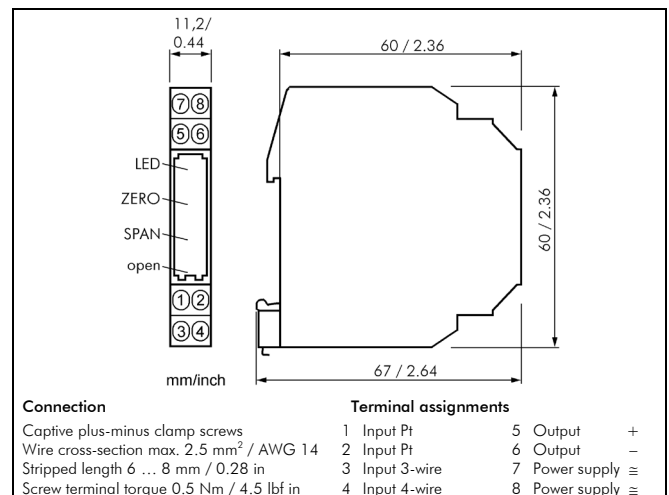 11,2/
0.44
60 / 2.36
7 8
5 6
LED
ZERO
SPAN
open
1 2
3 4
60 / 2.36
67 / 2.64
mm/inch
Connection
Captive plus-minus clamp screws
Wire cross-section max. 2.5 mm² / AWG 14
Stripped length 6 … 8 mm / 0.28 in
Screw terminal torque 0.5 Nm / 4.5 lbf in
Terminal assignments
1 Input Pt 5 Output +
2 Input Pt 6 Output –
3 Input 3-wire 7 Power supply ≅
4 Input 4-wire 8 Power supply ≅